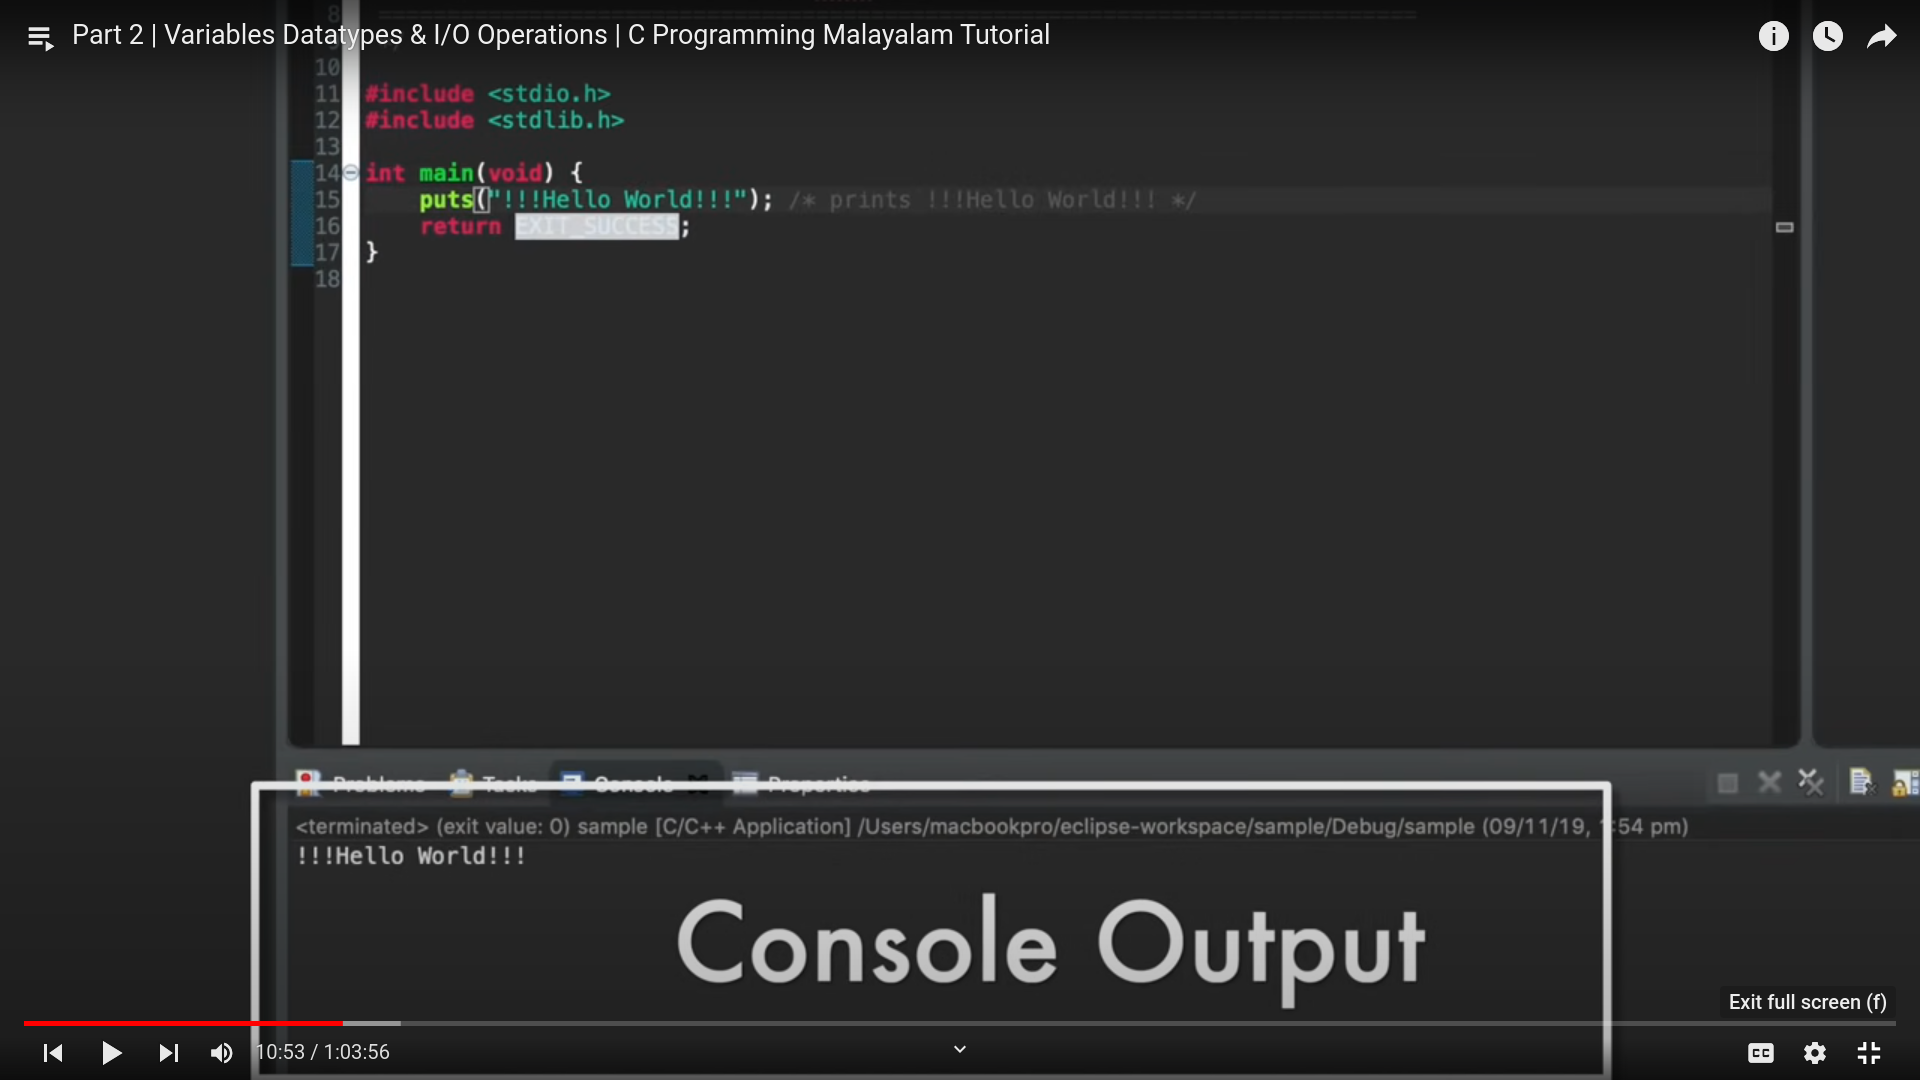 Part 2 | Variables Datatypes & I/O Operations | C Programming Malayalam Tutorial
8
10
11 #include <stdio.h>
12 #include <stdlib.h>
13
14 int main(void) {
15 puts("!!!Hello World!!!"); /* prints !!!Hello World!!! */
16 return EXIT_SUCCESS;
17 }
18
Problems Tasks Console Properties
<terminated> (exit value: 0) sample [C/C++ Application] /Users/macbookpro/eclipse-workspace/sample/Debug/sample (09/11/19, :54 pm)
!!!Hello World!!!
Console Output
Exit full screen (f)
10:53 / 1:03:56
CC